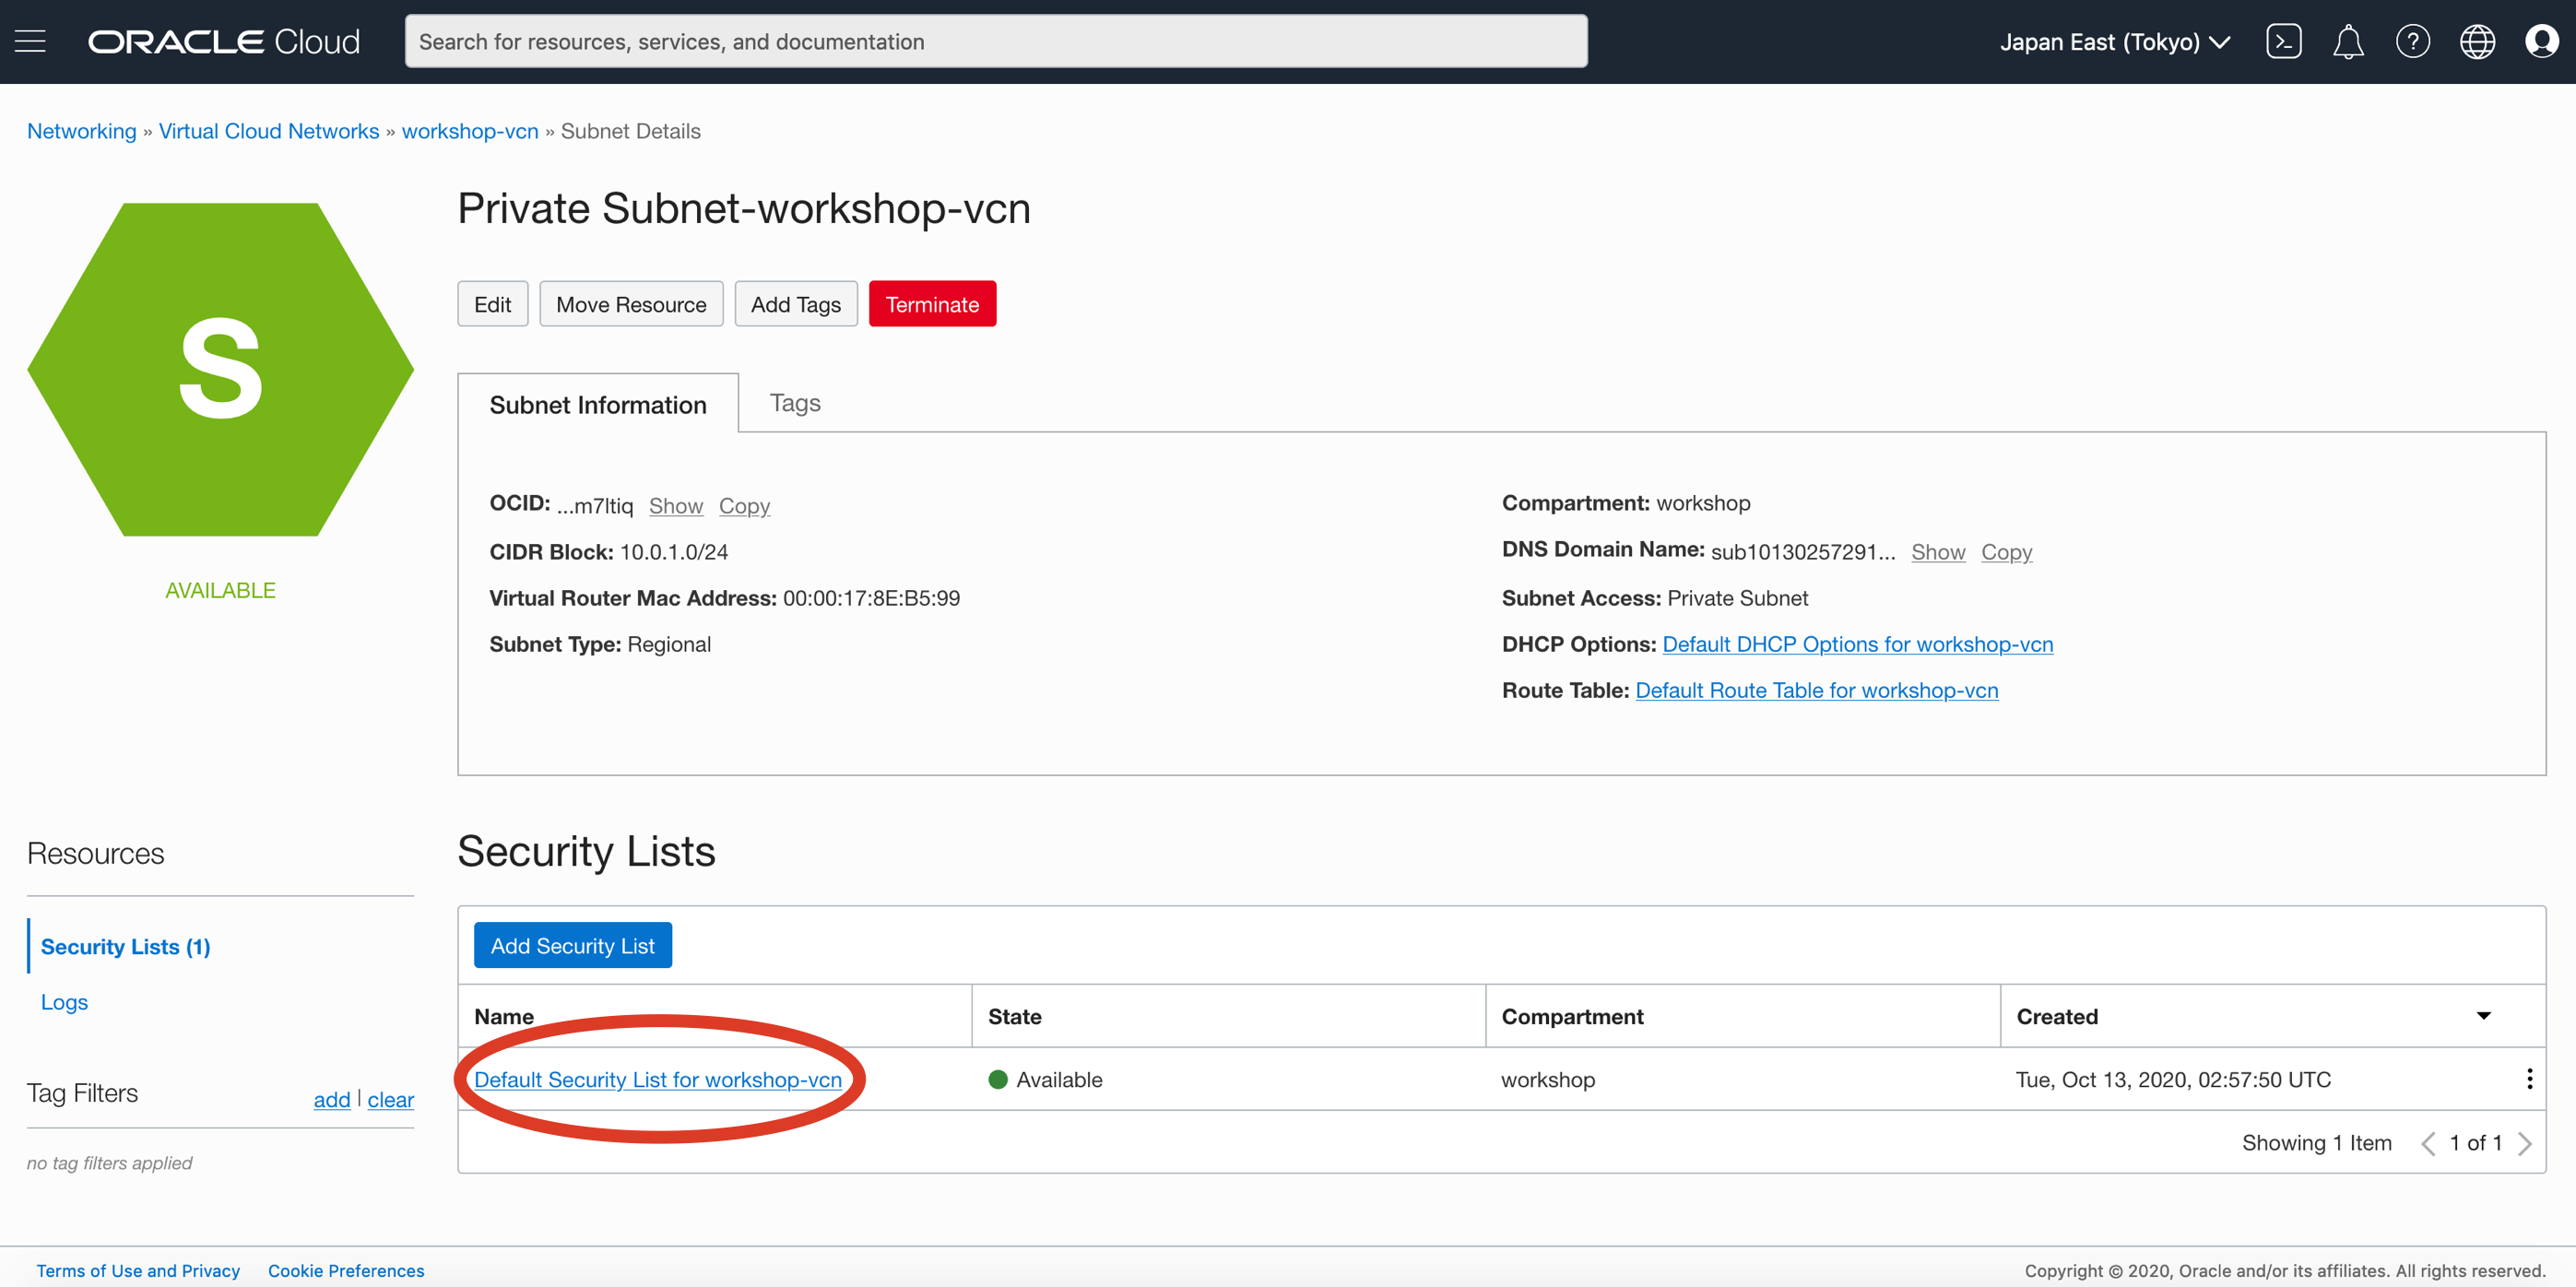 ORACLE Cloud
Search for resources, services, and documentation
Japan East (Tokyo)
Networking » Virtual Cloud Networks » workshop-vcn » Subnet Details
S
AVAILABLE
Private Subnet-workshop-vcn
Edit
Move Resource
Add Tags
Terminate
Subnet Information
Tags
OCID: ...m7ltiq Show Copy
CIDR Block: 10.0.1.0/24
Virtual Router Mac Address: 00:00:17:8E:B5:99
Subnet Type: Regional
Compartment: workshop
DNS Domain Name: sub10130257291... Show Copy
Subnet Access: Private Subnet
DHCP Options: Default DHCP Options for workshop-vcn
Route Table: Default Route Table for workshop-vcn
Resources
Security Lists (1)
Logs
Tag Filters
add | clear
no tag filters applied
Security Lists
Add Security List
Name State Compartment Created
Default Security List for workshop-vcn Available workshop Tue, Oct 13, 2020, 02:57:50 UTC
Showing 1 Item < 1 of 1 >
Terms of Use and Privacy Cookie Preferences
Copyright © 2020, Oracle and/or its affiliates. All rights reserved.